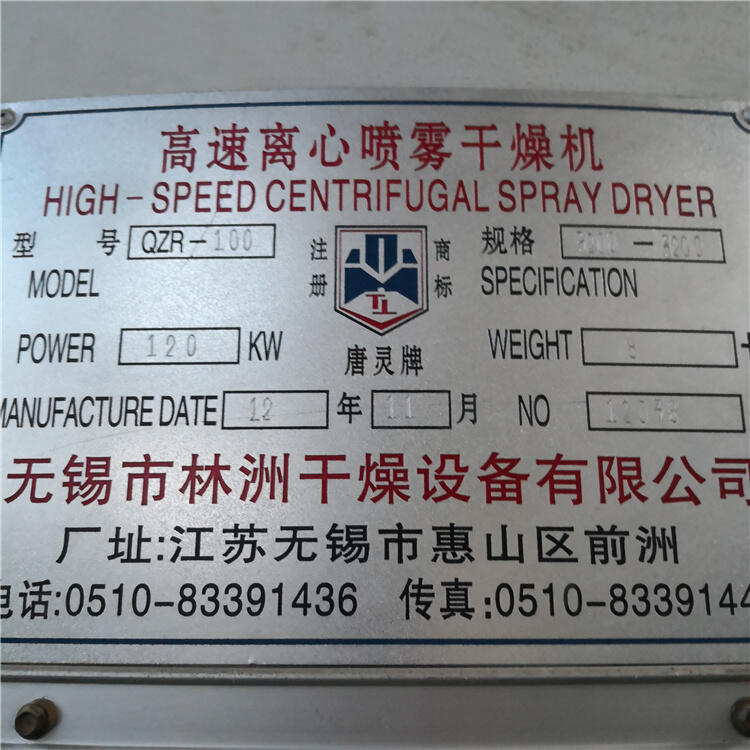 高速离心喷雾干燥机
HIGH-SPEED CENTRIFUGAL SPRAY DRYER
型 号 QZR-100 注册 商标 规格 -3200
MODEL SPECIFICATION
POWER 120 KW 唐灵牌 WEIGHT 8
MANUFACTURE DATE 12 年 11 月 NO
无锡市林洲干燥设备有限公司
厂址:江苏无锡市惠山区前洲
电话:0510-83391436 传真:0510-8339144